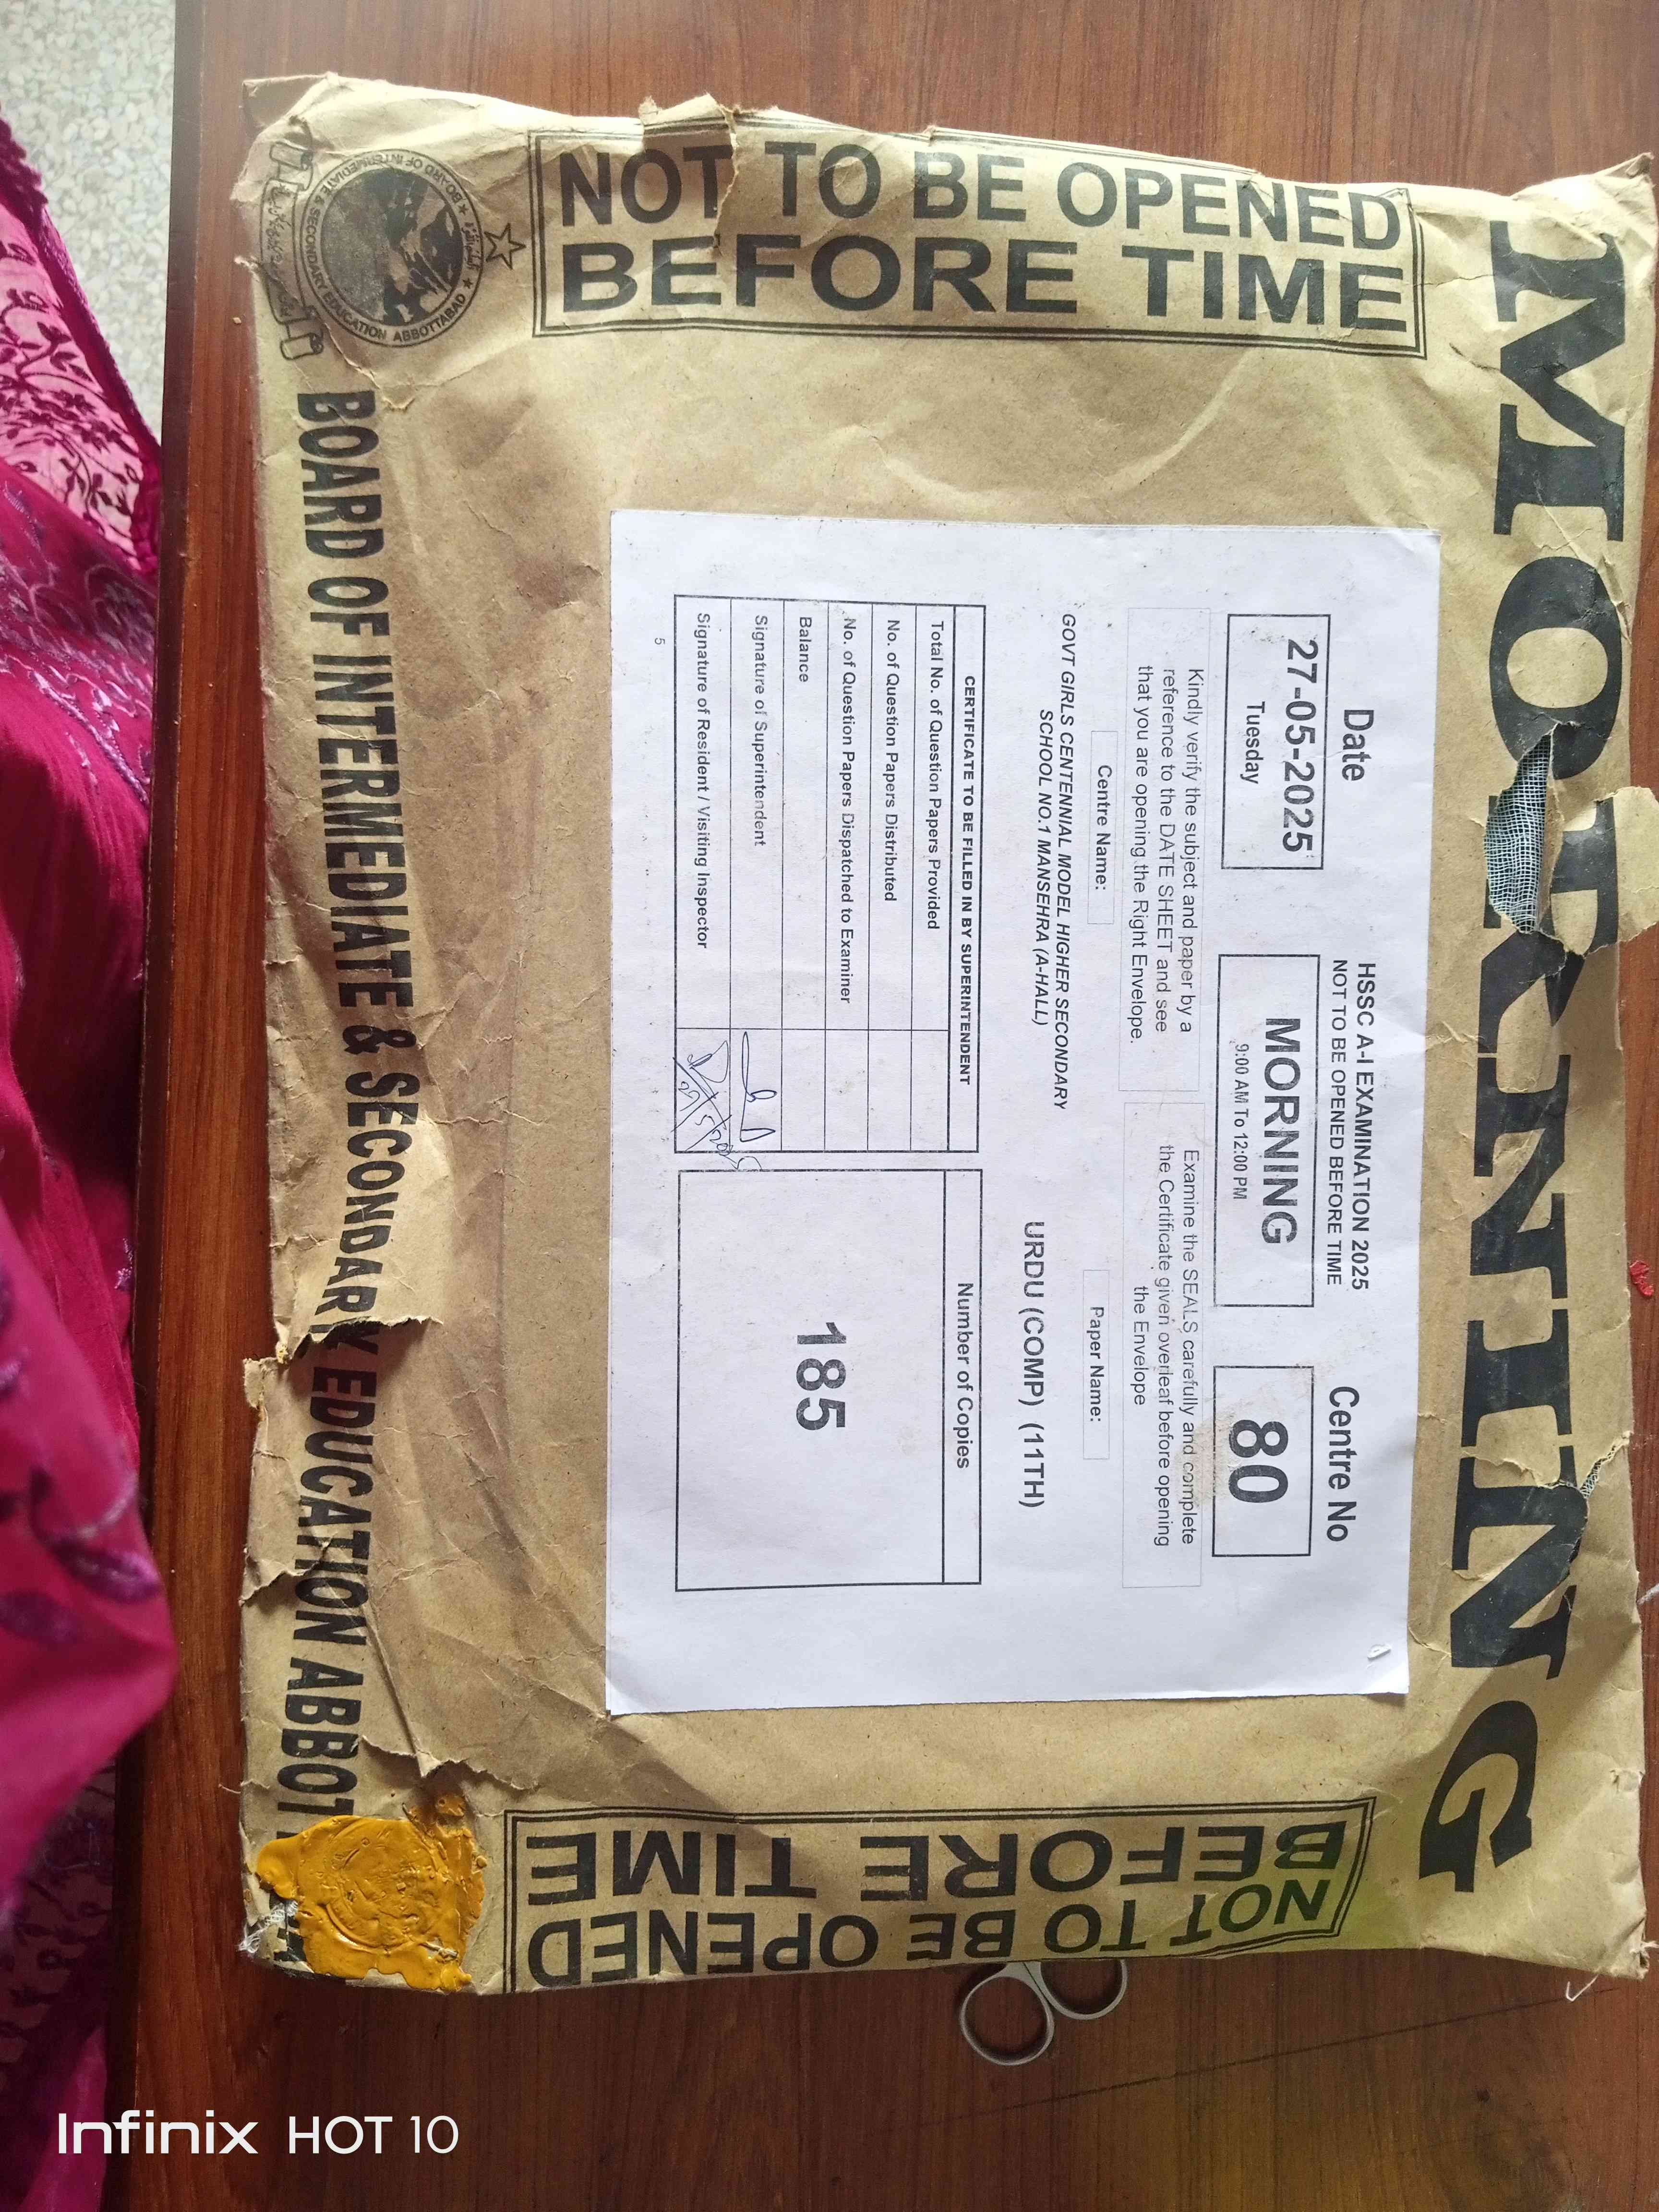 MORNING
NOT TO BE OPENED
BEFORE TIME
Date
27-05-2025
Tuesday
HSSC A-I EXAMINATION 2025
NOT TO BE OPENED BEFORE TIME
MORNING
9:00 AM To 12:00 PM
Centre No
80
Kindly verify the subject and paper by a
reference to the DATE SHEET and see
that you are opening the Right Envelope.
Examine the SEALS carefully and complete
the Certificate given overleaf before opening
the Envelope
Centre Name:
GOVT GIRLS CENTENNIAL MODEL HIGHER SECONDARY
SCHOOL NO.1 MANSEHRA (A-HALL)
Paper Name:
URDU (COMP) (11TH)
CERTIFICATE TO BE FILLED IN BY SUPERINTENDENT
Total No. of Question Papers Provided
No. of Question Papers Distributed
No. of Question Papers Dispatched to Examiner
Balance
Signature of Superintendent
Signature of Resident / Visiting Inspector
27/5/2025
Number of Copies
185
5
NOT TO BE OPENED
BEFORE TIME
BOARD OF INTERMEDIATE & SECONDARY EDUCATION ABBOT
BOARD OF INTERMEDIATE & SECONDARY EDUCATION ABBOTTABAD
Infinix HOT 10